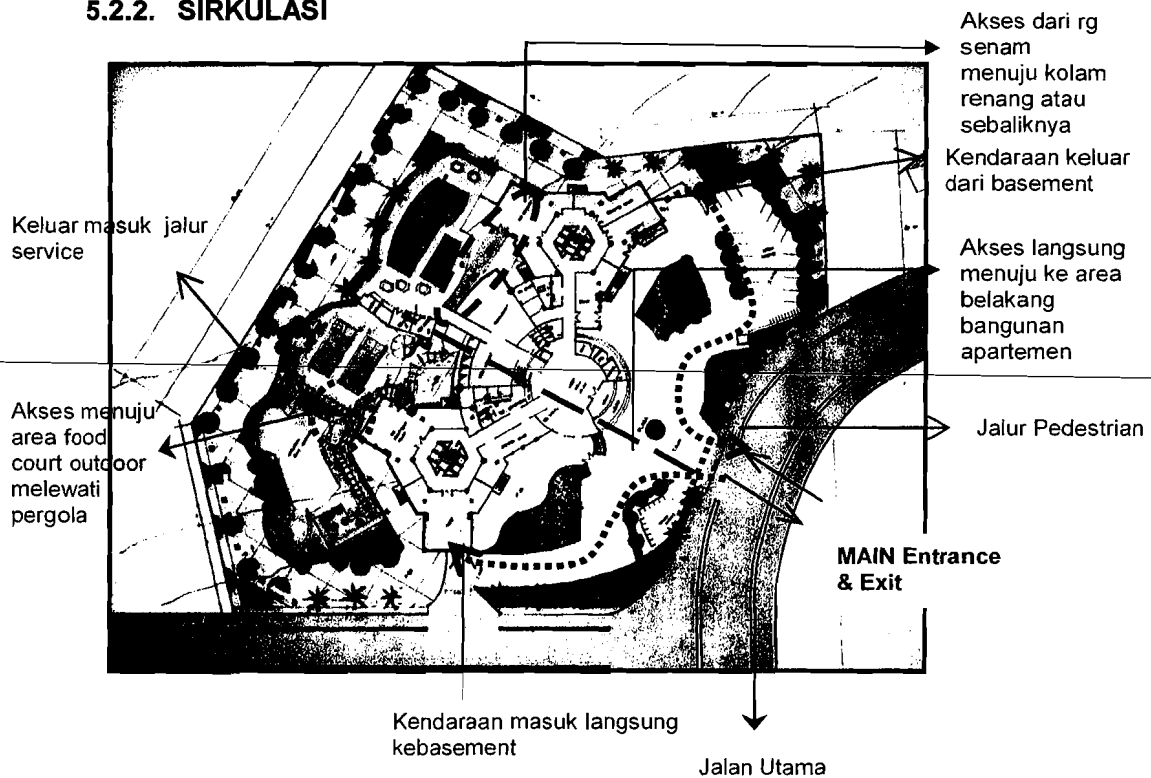 5.2.2. SIRKULASI
Akses dari rg
senam
menuju kolam
renang atau
sebaliknya
Kendaraan keluar
dari basement
Keluar masuk jalur
service
Akses langsung
menuju ke area
belakang
bangunan
apartemen
Akses menuju
area food
court outdoor
melewati
pergola
Jalur Pedestrian
MAIN Entrance
& Exit
Kendaraan masuk langsung
kebasement
Jalan Utama